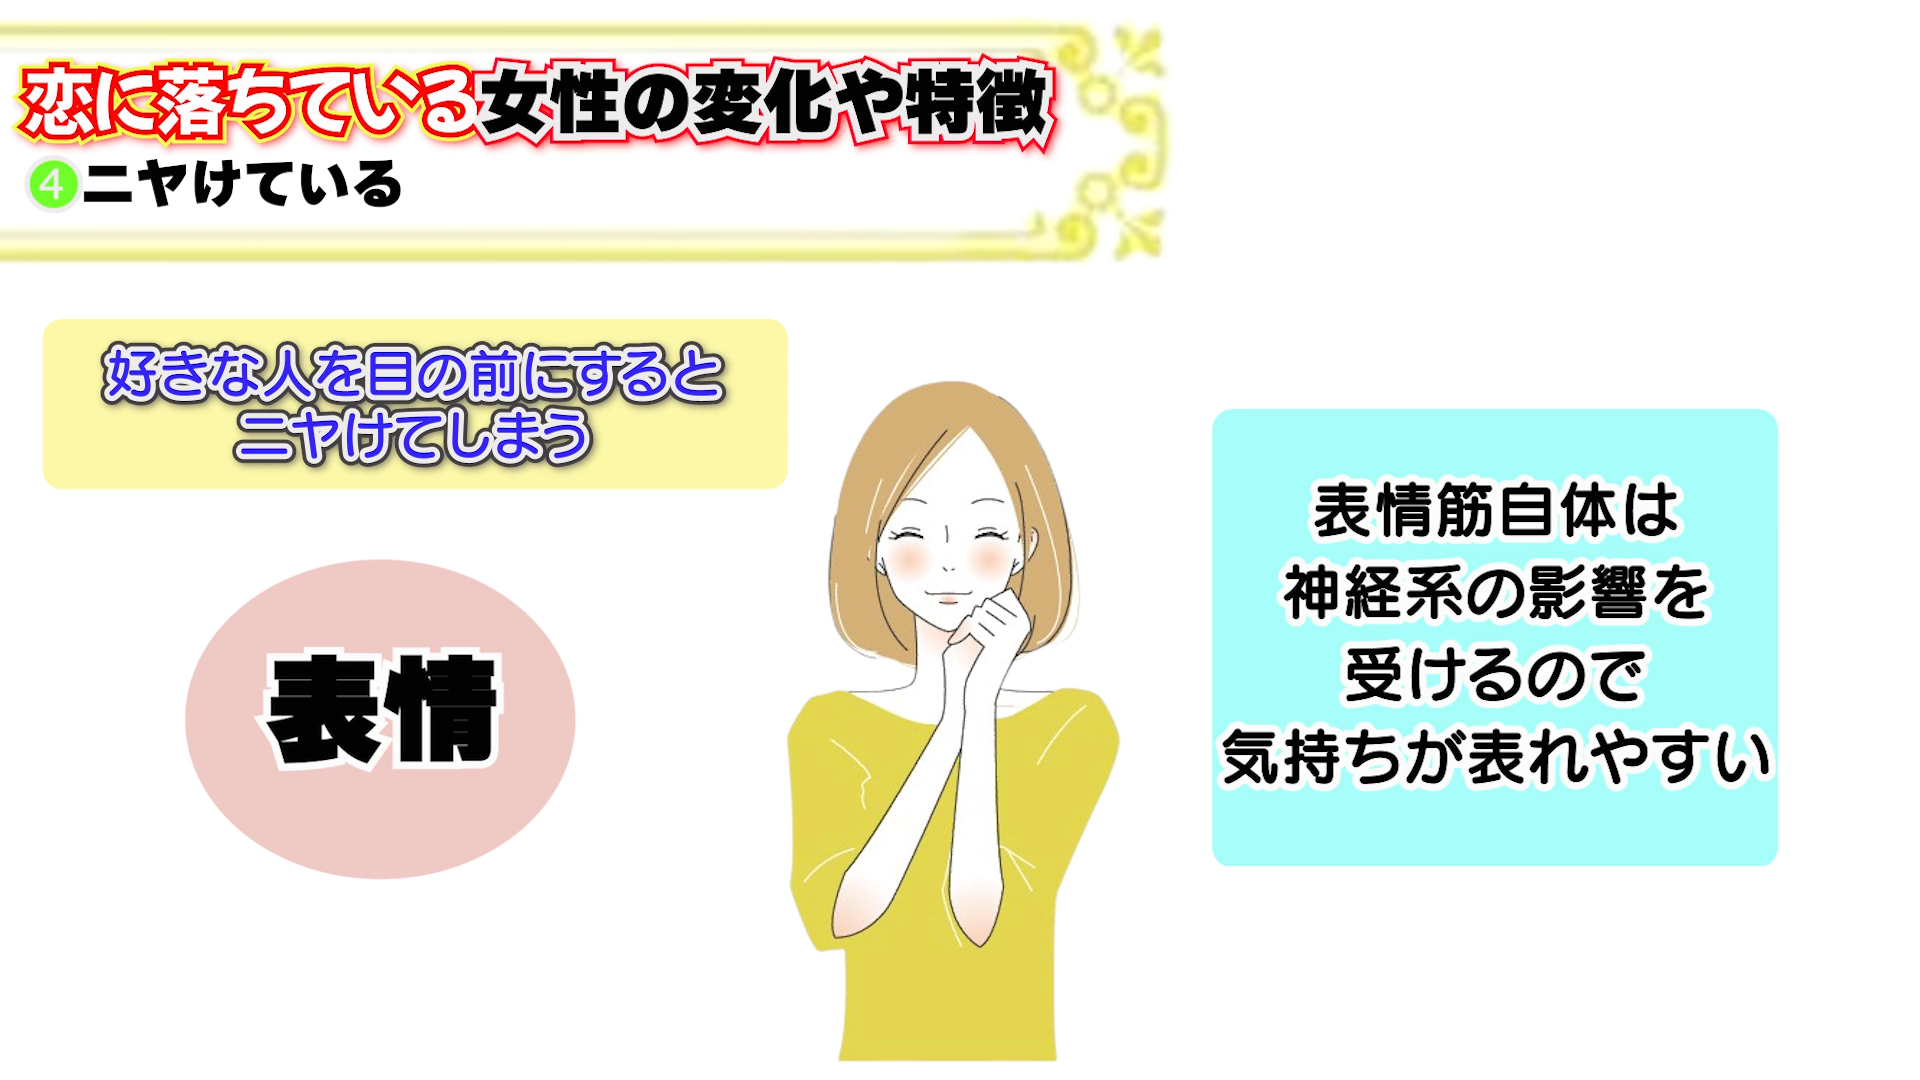 恋に落ちている女性の変化や特徴
❹ニヤけている
好きな人を目の前にすると
ニヤけてしまう
表情
表情筋自体は
神経系の影響を
受けるので
気持ちが表れやすい